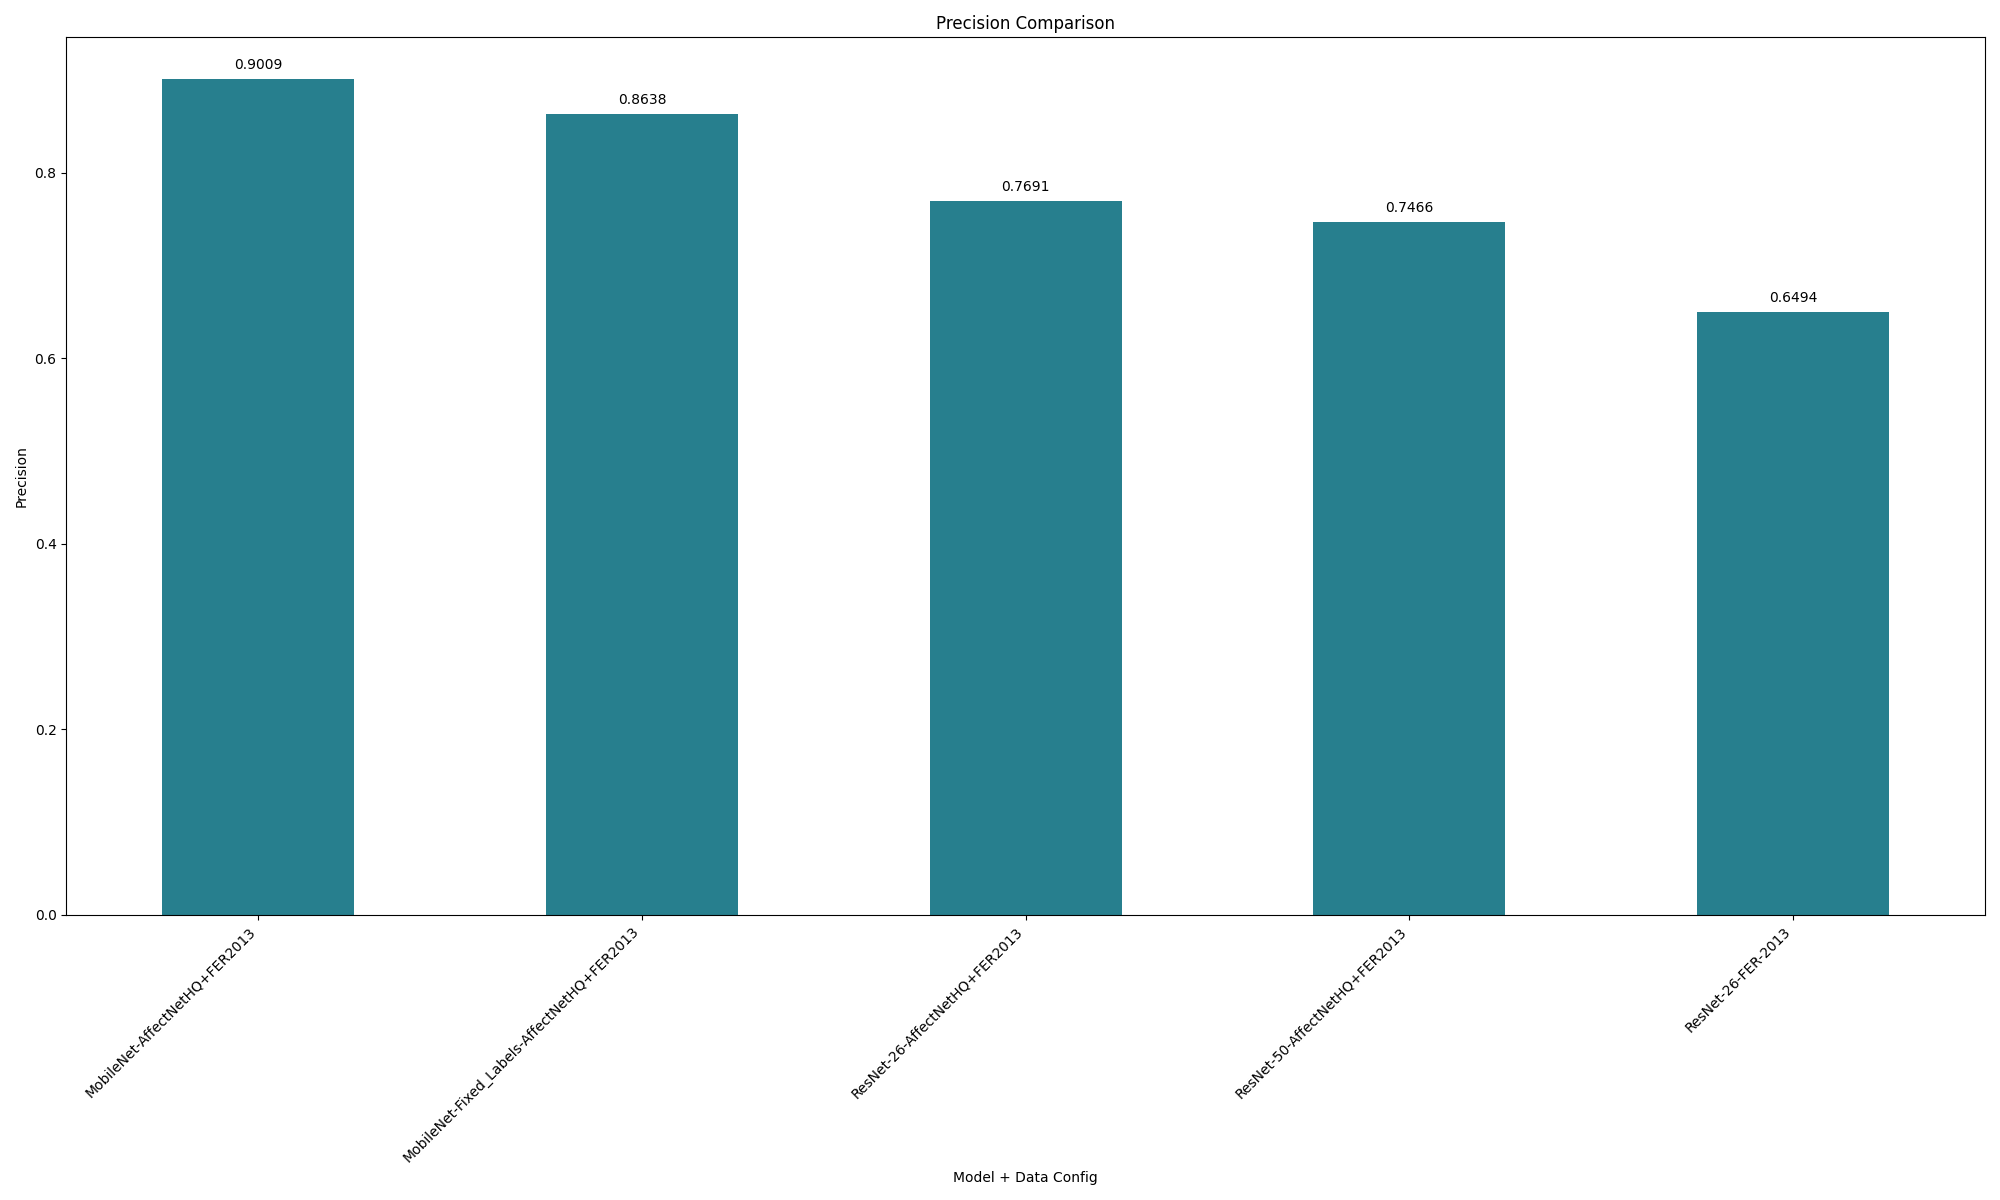 Precision Comparison
0.9009
0.8638
0.7691
0.7466
0.6494
0.8
0.6
0.4
0.2
0.0
Precision
MobileNet-AffectNetHQ+FER2013
MobileNet-Fixed_Labels-AffectNetHQ+FER2013
ResNet-26-AffectNetHQ+FER2013
ResNet-50-AffectNetHQ+FER2013
ResNet-26-FER-2013
Model + Data Config